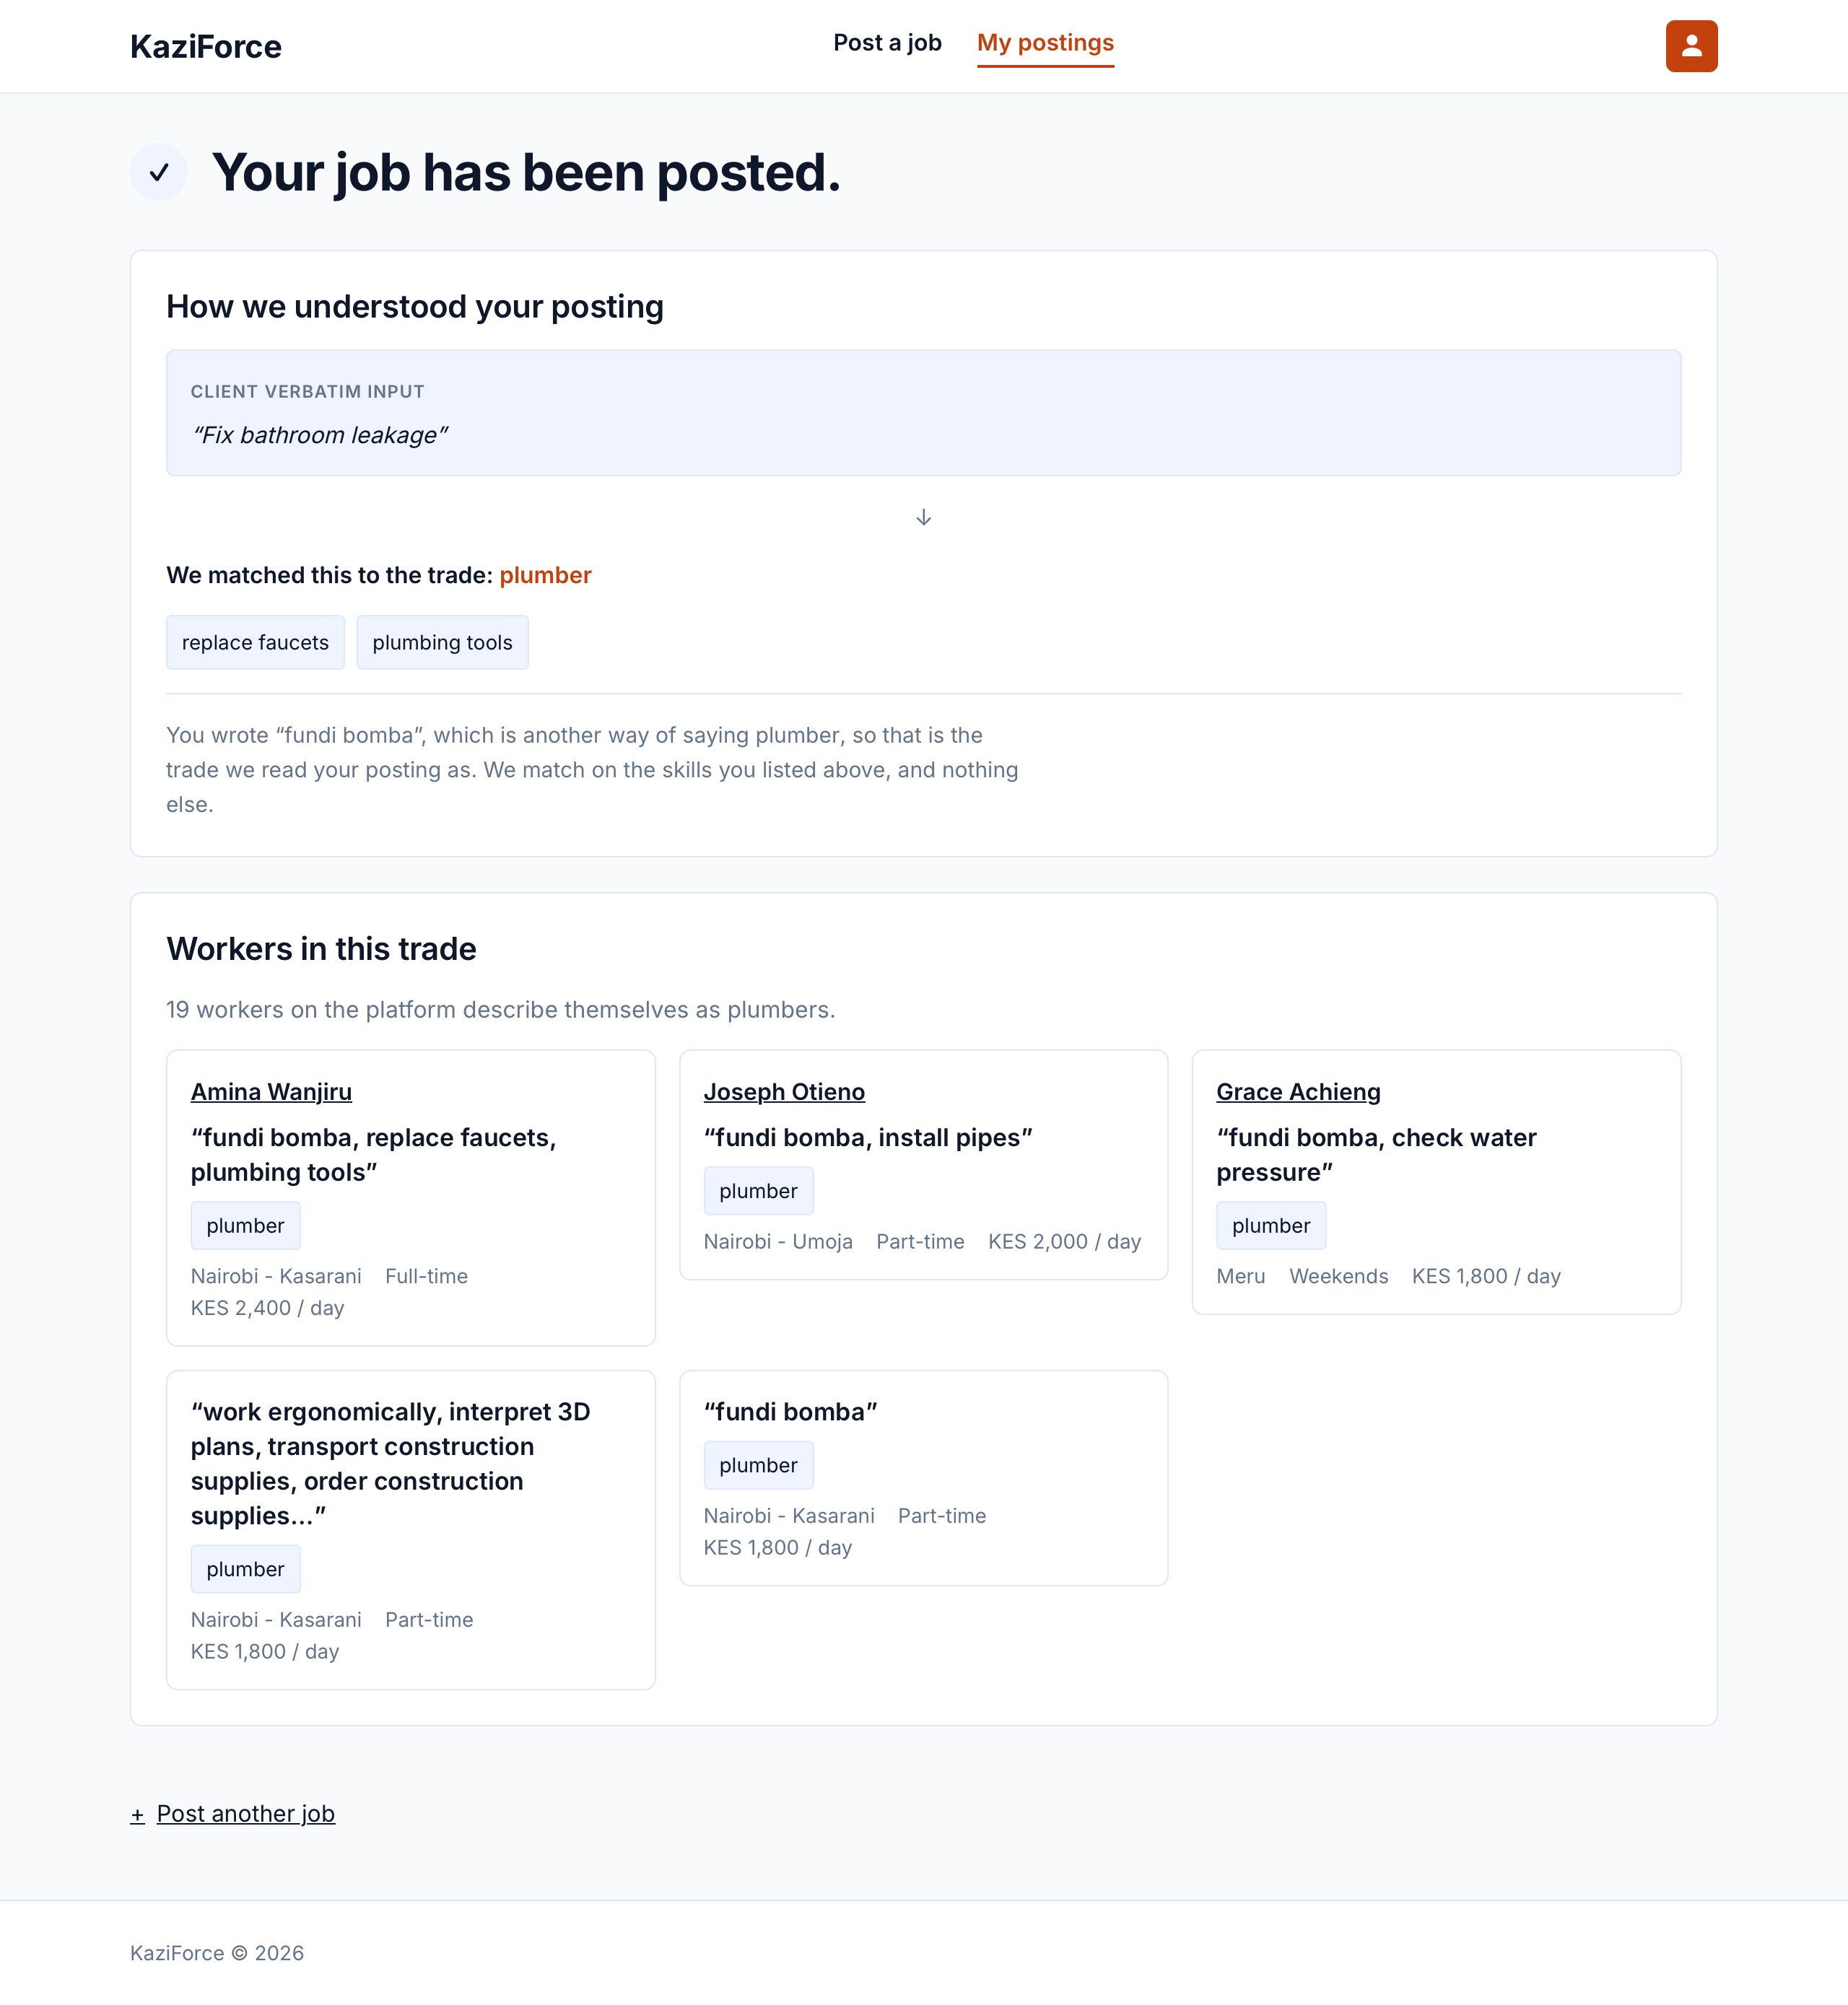 KaziForce
Post a job
My postings
Your job has been posted.
How we understood your posting
CLIENT VERBATIM INPUT
“Fix bathroom leakage”
↓
We matched this to the trade: plumber
replace faucets
plumbing tools
You wrote “fundi bomba”, which is another way of saying plumber, so that is the
trade we read your posting as. We match on the skills you listed above, and nothing
else.
Workers in this trade
19 workers on the platform describe themselves as plumbers.
Amina Wanjiru
“fundi bomba, replace faucets,
plumbing tools”
plumber
Nairobi - Kasarani Full-time
KES 2,400 / day
Joseph Otieno
“fundi bomba, install pipes”
plumber
Nairobi - Umoja Part-time KES 2,000 / day
Grace Achieng
“fundi bomba, check water
pressure”
plumber
Meru Weekends KES 1,800 / day
“work ergonomically, interpret 3D
plans, transport construction
supplies, order construction
supplies…”
plumber
Nairobi - Kasarani Part-time
KES 1,800 / day
“fundi bomba”
plumber
Nairobi - Kasarani Part-time
KES 1,800 / day
+ Post another job
KaziForce © 2026